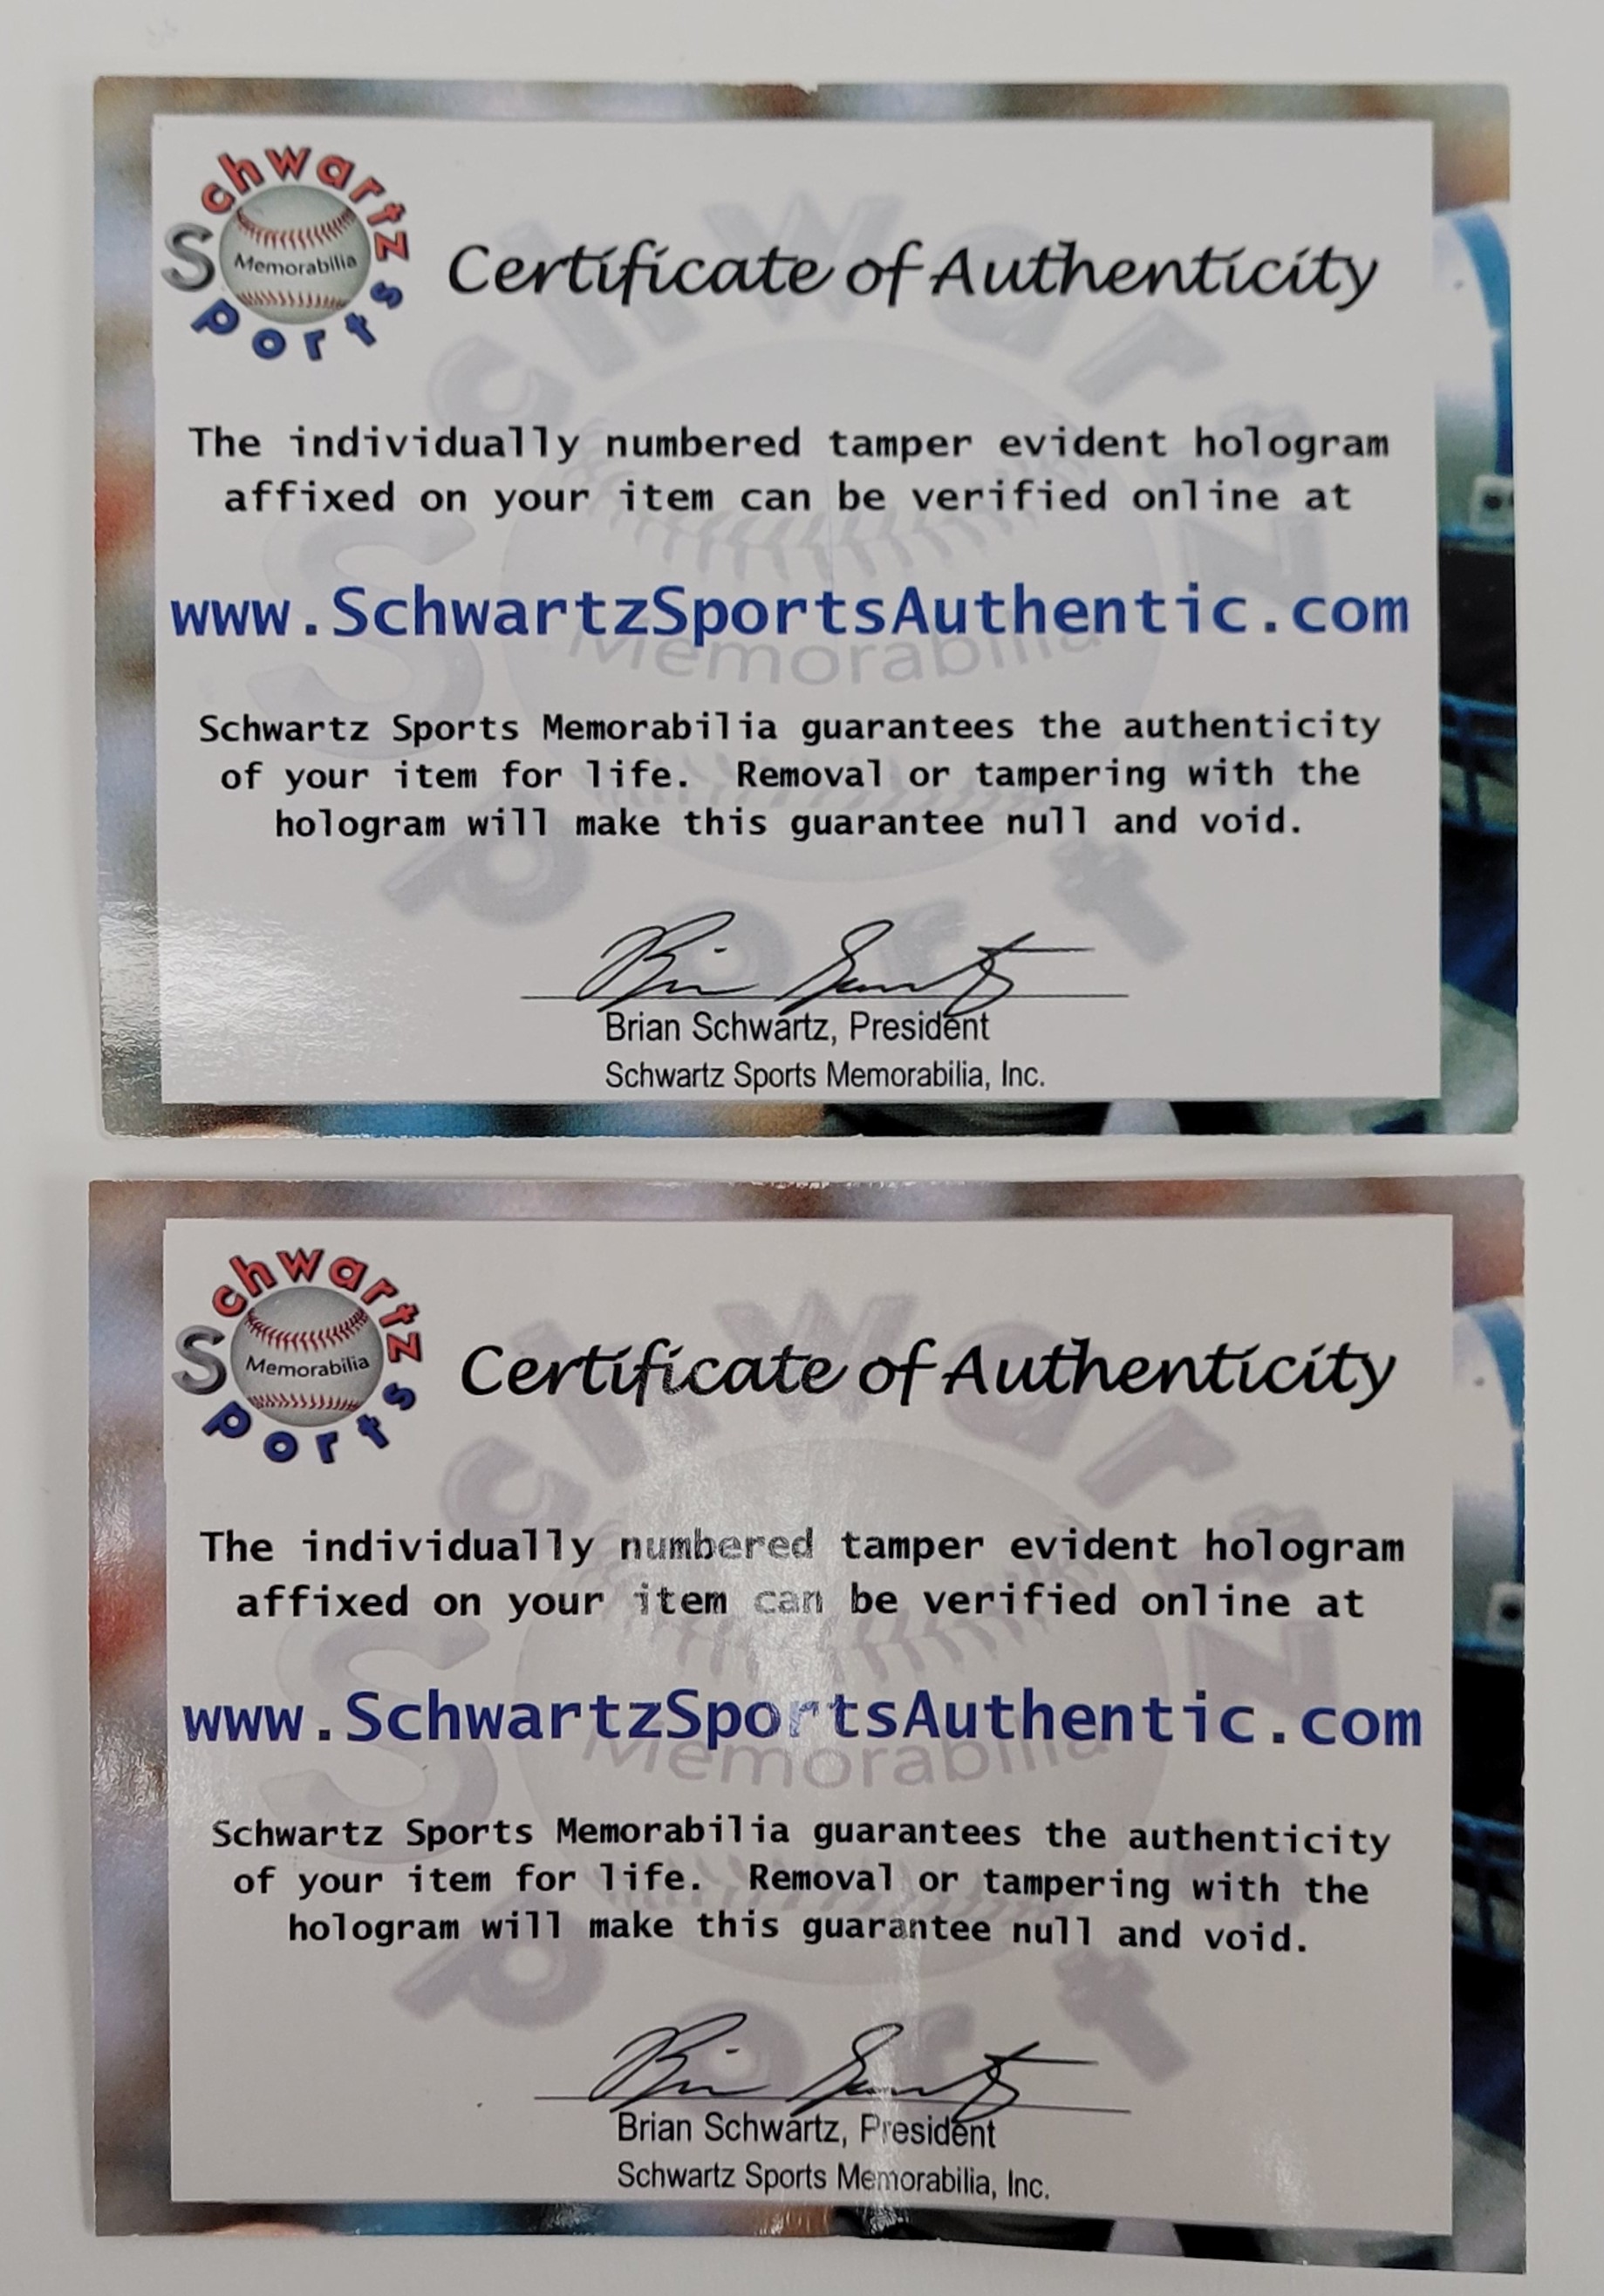 Schwartz
Sports
Memorabilia
Certificate of Authenticity
The individually numbered tamper evident hologram
affixed on your item can be verified online at
www.SchwartzSportsAuthentic.com
Schwartz Sports Memorabilia guarantees the authenticity
of your item for life. Removal or tampering with the
hologram will make this guarantee null and void.
Brian Schwartz
Brian Schwartz, President
Schwartz Sports Memorabilia, Inc.
Schwartz
Sports
Memorabilia
Certificate of Authenticity
The individually numbered tamper evident hologram
affixed on your item can be verified online at
www.SchwartzSportsAuthentic.com
Schwartz Sports Memorabilia guarantees the authenticity
of your item for life. Removal or tampering with the
hologram will make this guarantee null and void.
Brian Schwartz
Brian Schwartz, President
Schwartz Sports Memorabilia, Inc.